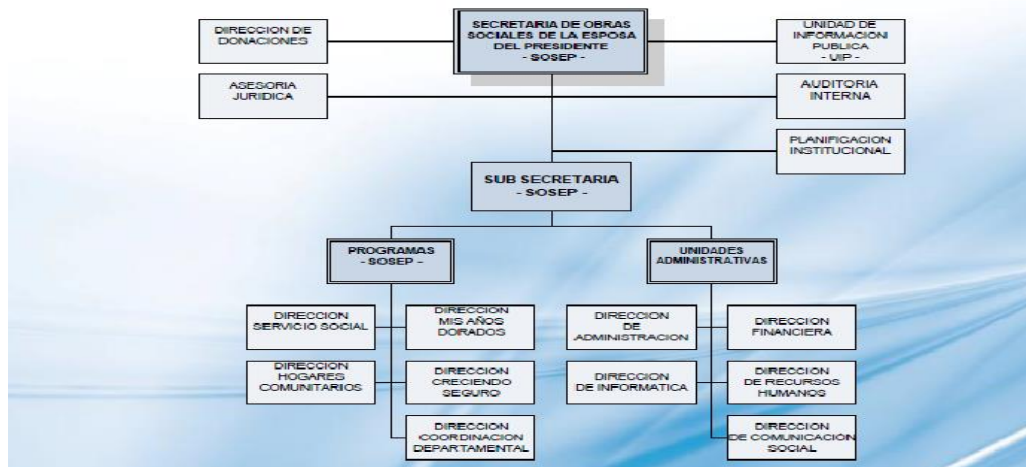 DIRECCION DE
DONACIONES
SECRETARIA DE OBRAS
SOCIALES DE LA ESPOSA
DEL PRESIDENTE
- SOSEP -
UNIDAD DE
INFORMACION
PUBLICA
- UIP -
ASESORIA
JURIDICA
AUDITORIA
INTERNA
PLANIFICACION
INSTITUCIONAL
SUB SECRETARIA
- SOSEP -
PROGRAMAS
- SOSEP -
UNIDADES
ADMINISTRATIVAS
DIRECCION
SERVICIO SOCIAL
DIRECCION
MIS AÑOS
DORADOS
DIRECCION
DE
ADMINISTRACION
DIRECCION
FINANCIERA
DIRECCION
HOGARES
COMUNITARIOS
DIRECCION
CRECIENDO
SEGURO
DIRECCION
DE INFORMATICA
DIRECCION
DE RECURSOS
HUMANOS
DIRECCION
COORDINACION
DEPARTAMENTAL
DIRECCION
DE COMUNICACIÓN
SOCIAL